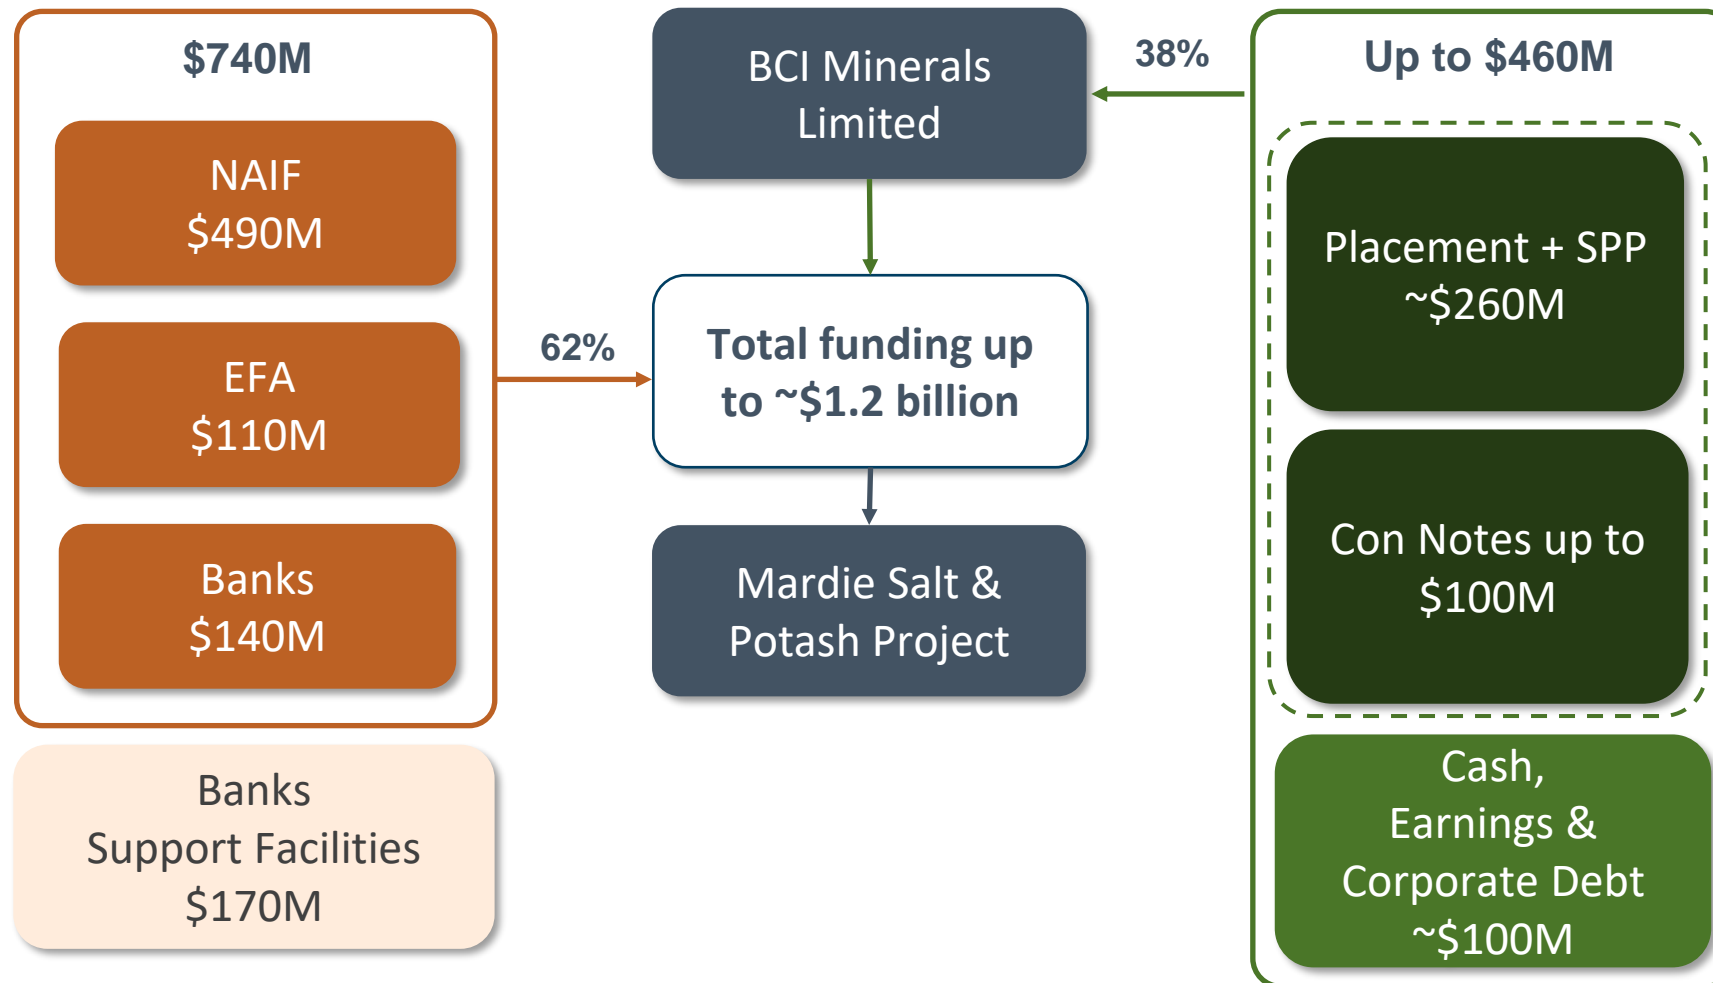 $740M
NAIF
$490M
EFA
$110M
Banks
$140M
Banks
Support Facilities
$170M
62%
BCI Minerals
Limited
Total funding up
to ~$1.2 billion
Mardie Salt &
Potash Project
38%
Up to $460M
Placement + SPP
~$260M
Con Notes up to
$100M
Cash,
Earnings &
Corporate Debt
~$100M